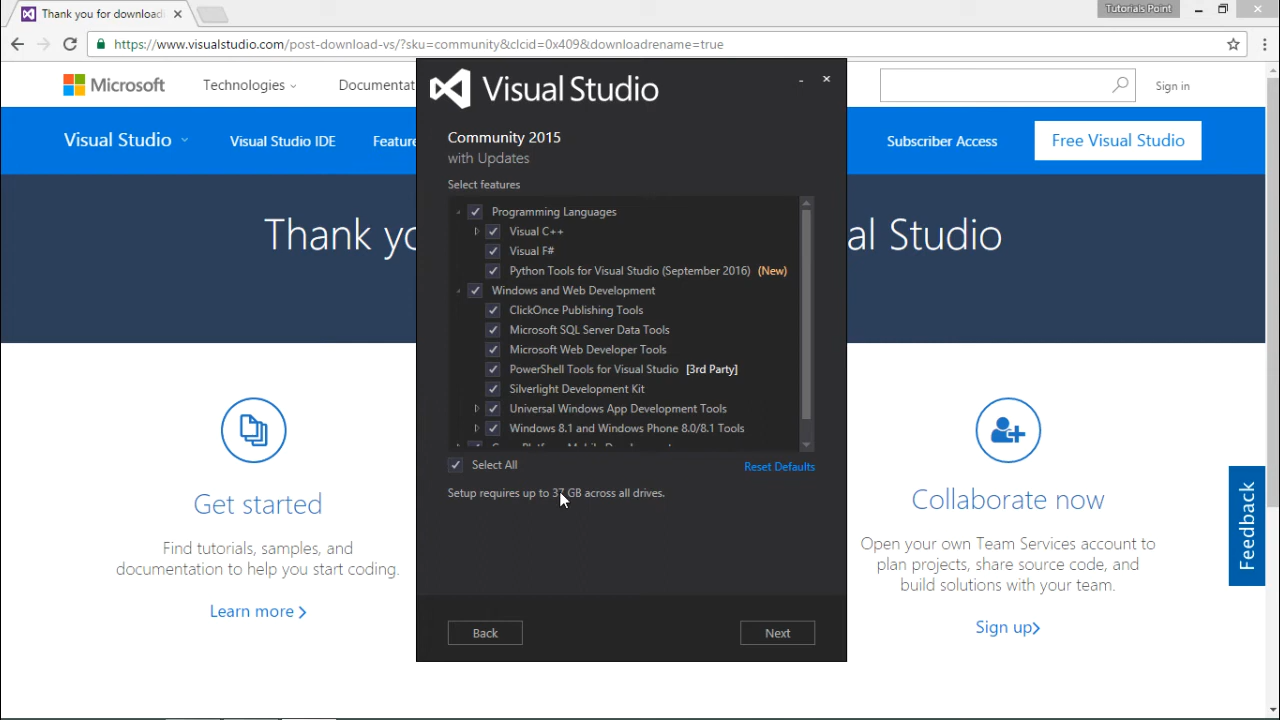 Thank you for downloadi
Tutorials Point
https://www.visualstudio.com/post-download-vs/?sku=community&clcid=0x409&downloadrename=true
Microsoft
Technologies
Documentat
Sign in
Visual Studio
Visual Studio IDE
Feature
Subscriber Access
Free Visual Studio
Thank yo
al Studio
Visual Studio
Community 2015
with Updates
Select features
Programming Languages
Visual C++
Visual F#
Python Tools for Visual Studio (September 2016) (New)
Windows and Web Development
ClickOnce Publishing Tools
Microsoft SQL Server Data Tools
Microsoft Web Developer Tools
PowerShell Tools for Visual Studio [3rd Party]
Silverlight Development Kit
Universal Windows App Development Tools
Windows 8.1 and Windows Phone 8.0/8.1 Tools
Select All
Reset Defaults
Setup requires up to 37 GB across all drives.
Back
Next
Get started
Find tutorials, samples, and
documentation to help you start coding.
Learn more
Collaborate now
Open your own Team Services account to
plan projects, share source code, and
build solutions with your team.
Sign up
Feedback